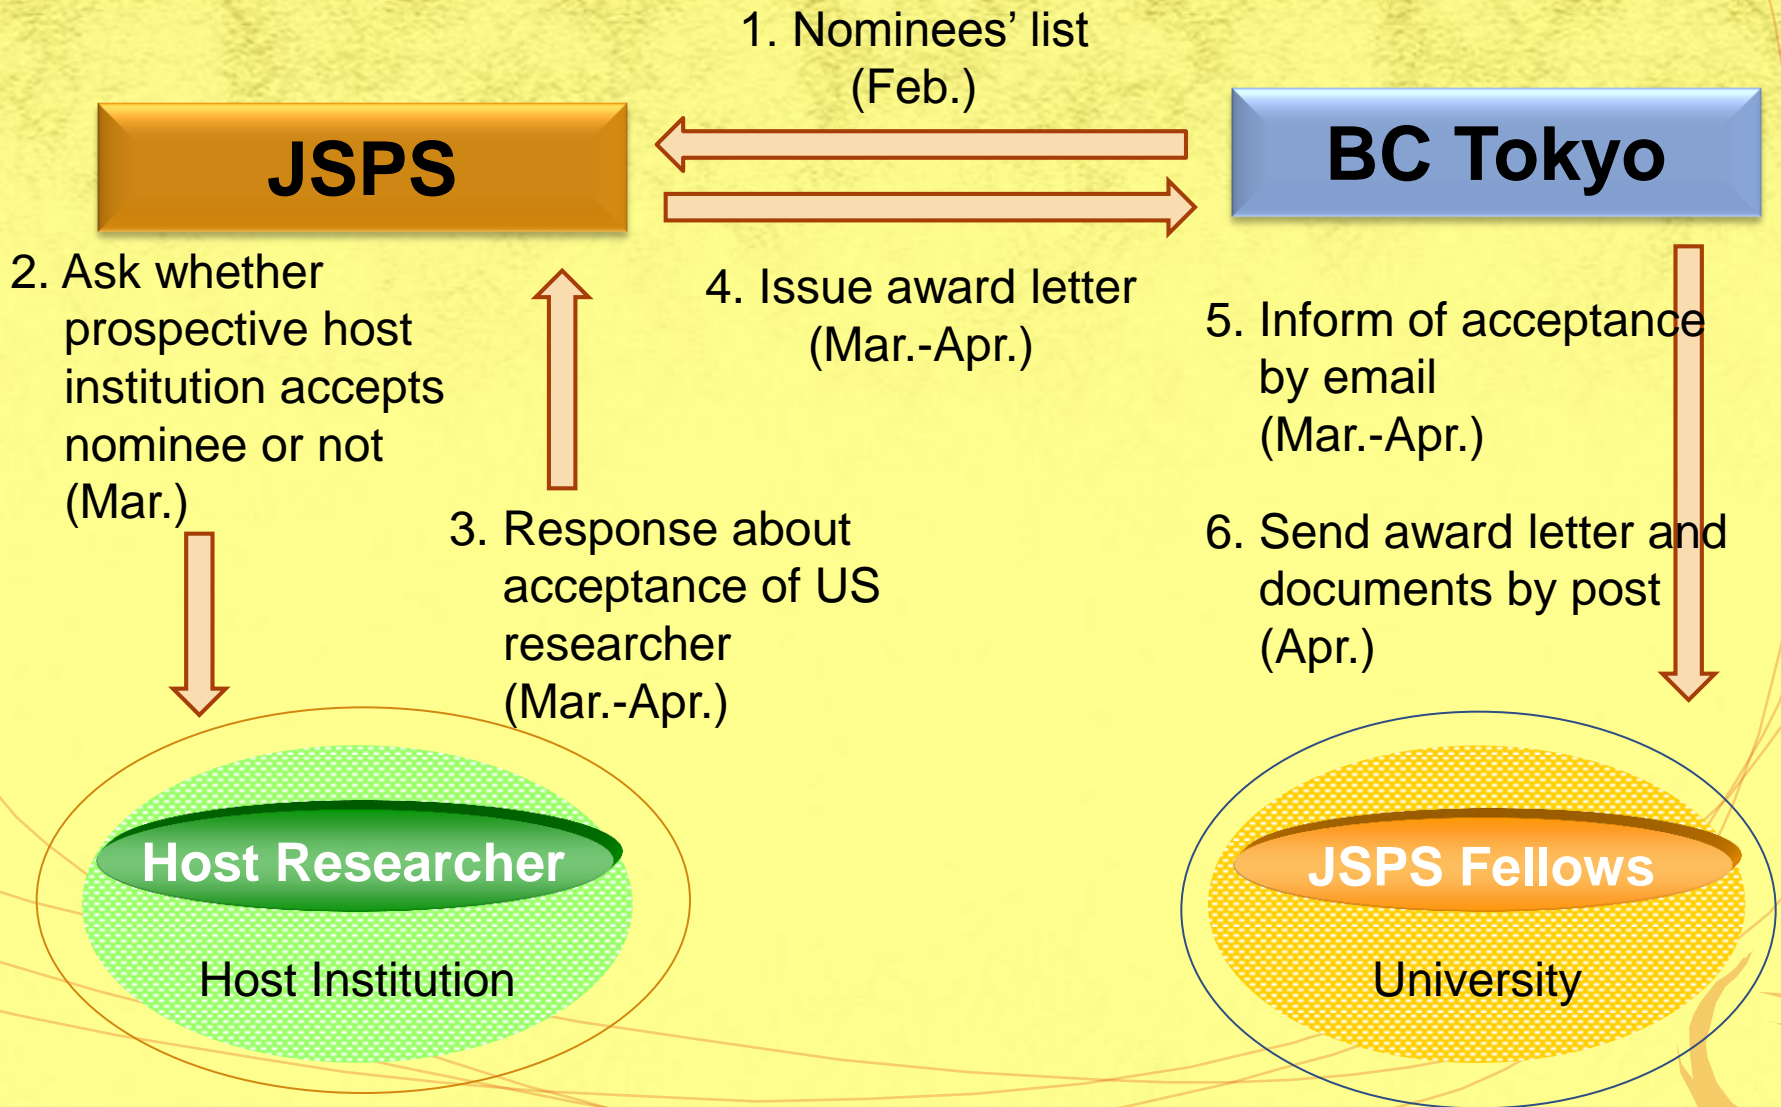 1. Nominees’ list
(Feb.)
JSPS
BC Tokyo
2. Ask whether
prospective host
institution accepts
nominee or not
(Mar.)
3. Response about
acceptance of US
researcher
(Mar.-Apr.)
4. Issue award letter
(Mar.-Apr.)
5. Inform of acceptance
by email
(Mar.-Apr.)
6. Send award letter and
documents by post
(Apr.)
Host Researcher
Host Institution
JSPS Fellows
University